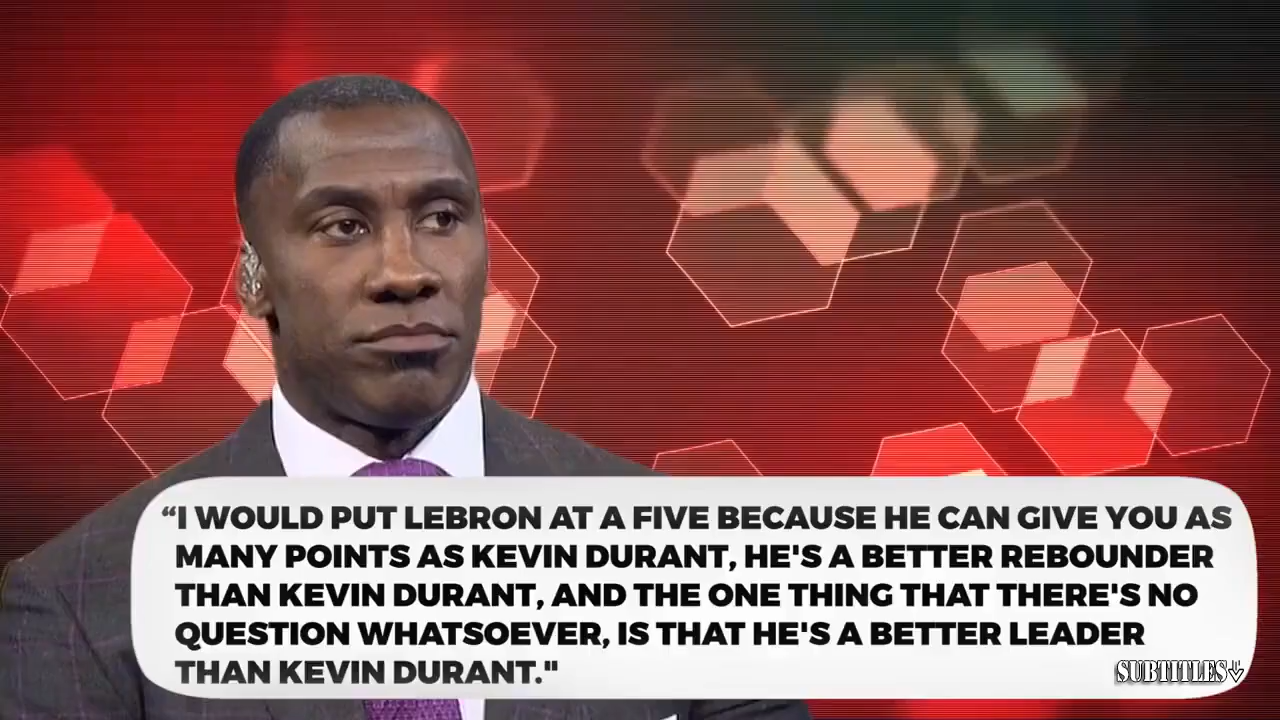 “I WOULD PUT LEBRON AT A FIVE BECAUSE HE CAN GIVE YOU AS
MANY POINTS AS KEVIN DURANT, HE'S A BETTER REBOUNDER
THAN KEVIN DURANT, AND THE ONE THING THAT THERE'S NO
QUESTION WHATSOEVER, IS THAT HE'S A BETTER LEADER
THAN KEVIN DURANT."
SUBTITLES